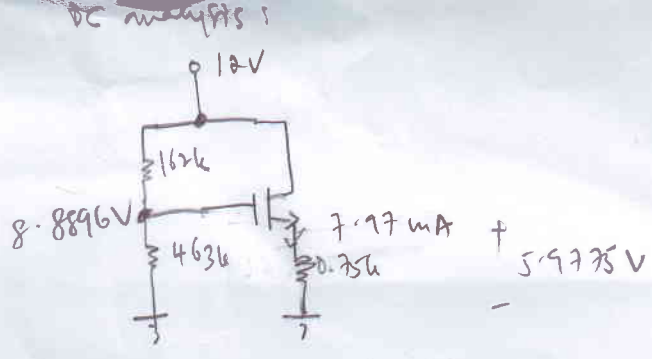 DC analysis :
12V
162k
8.8896V
463k
7.97 mA
0.75k
+
5.9775 V
-